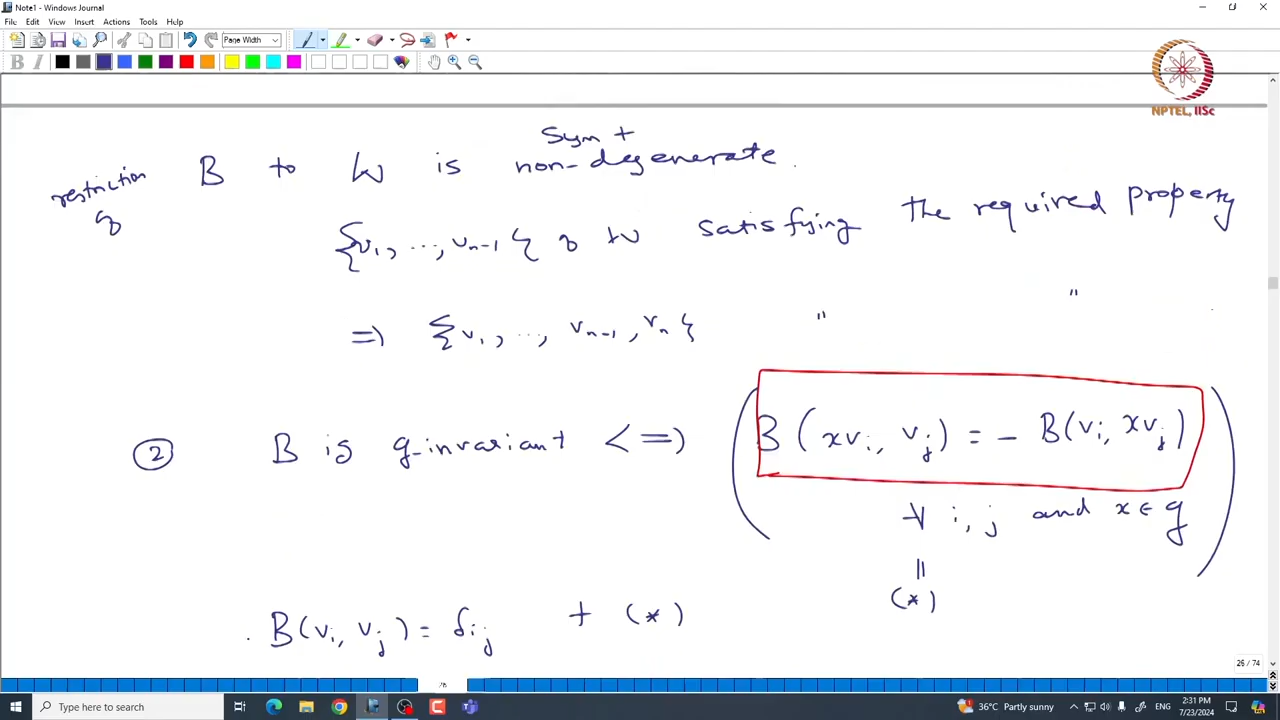 Note1 - Windows Journal
File Edit View Insert Actions Tools Help
Page Width
B I
NPTEL, IISc
Sym +
restriction of B to W is non-degenerate.
{v1, ..., vn-1} of W satisfying the required property
=> {v1, ..., vn-1, vn} " "
② B is g-invariant <=> ( B(xvi, vj) = - B(vi, xvj)
∀ i, j and x ∈ g )
||
(*)
B(vi, vj) = δij + (*)
26 / 74
Type here to search
36°C Partly sunny
ENG
2:31 PM
7/23/2024